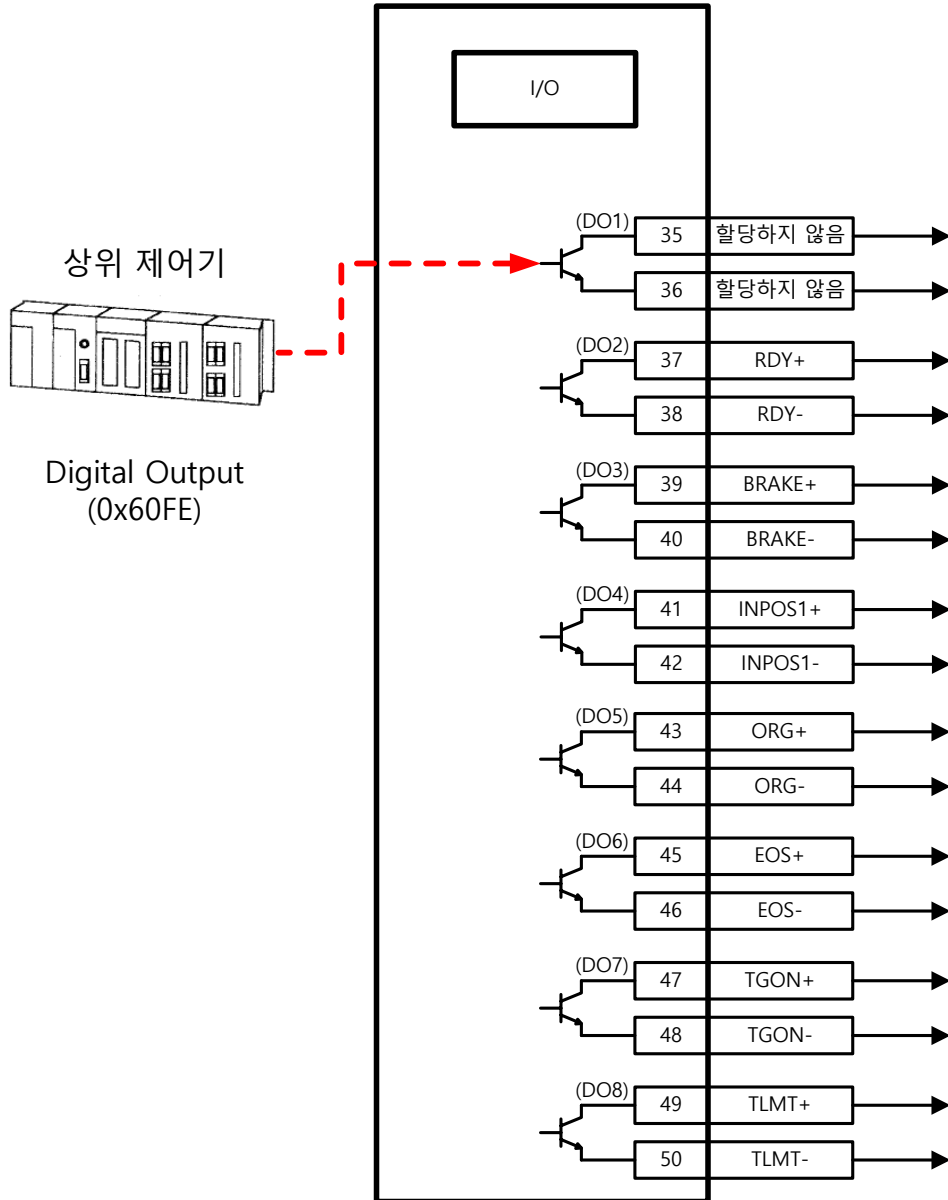 I/O
상위 제어기
Digital Output
(0x60FE)
(DO1)
35 할당하지 않음
36 할당하지 않음
(DO2)
37 RDY+
38 RDY-
(DO3)
39 BRAKE+
40 BRAKE-
(DO4)
41 INPOS1+
42 INPOS1-
(DO5)
43 ORG+
44 ORG-
(DO6)
45 EOS+
46 EOS-
(DO7)
47 TGON+
48 TGON-
(DO8)
49 TLMT+
50 TLMT-